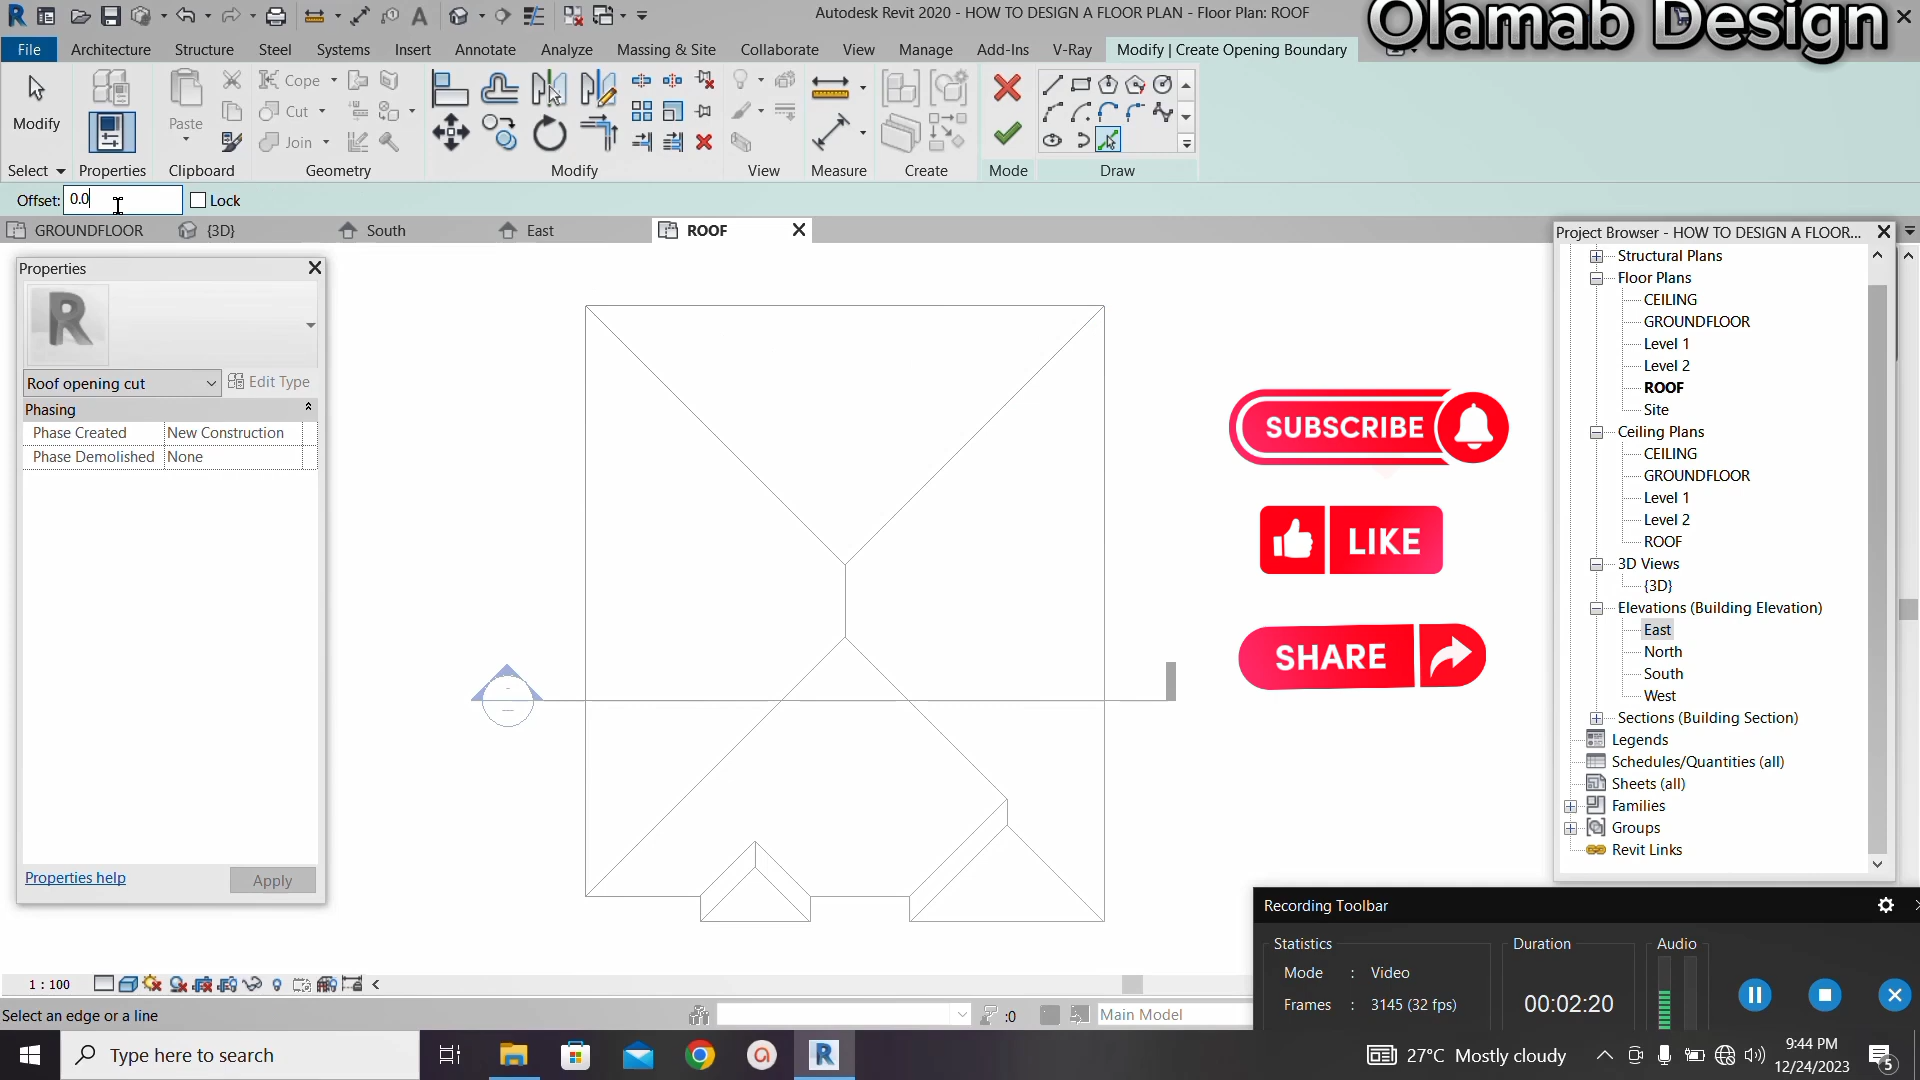 Autodesk Revit 2020 - HOW TO DESIGN A FLOOR PLAN - Floor Plan: ROOF
Olamab Design
File Architecture Structure Steel Systems Insert Annotate Analyze Massing & Site Collaborate View Manage Add-Ins V-Ray Modify | Create Opening Boundary
Modify
Paste
Cope
Cut
Join
Select Properties Clipboard Geometry Modify View Measure Create Mode Draw
Offset: 0.0 Lock
GROUNDFLOOR {3D} South East ROOF
Properties
R
Roof opening cut Edit Type
Phasing
Phase Created New Construction
Phase Demolished None
Properties help Apply
SUBSCRIBE
LIKE
SHARE
Project Browser - HOW TO DESIGN A FLOOR...
Structural Plans
Floor Plans
CEILING
GROUNDFLOOR
Level 1
Level 2
ROOF
Site
Ceiling Plans
CEILING
GROUNDFLOOR
Level 1
Level 2
ROOF
3D Views
{3D}
Elevations (Building Elevation)
East
North
South
West
Sections (Building Section)
Legends
Schedules/Quantities (all)
Sheets (all)
Families
Groups
Revit Links
Recording Toolbar
Statistics Duration Audio
Mode : Video
Frames : 3145 (32 fps)
00:02:20
1 : 100
Select an edge or a line
:0
Main Model
Type here to search
27°C Mostly cloudy
9:44 PM
12/24/2023
5